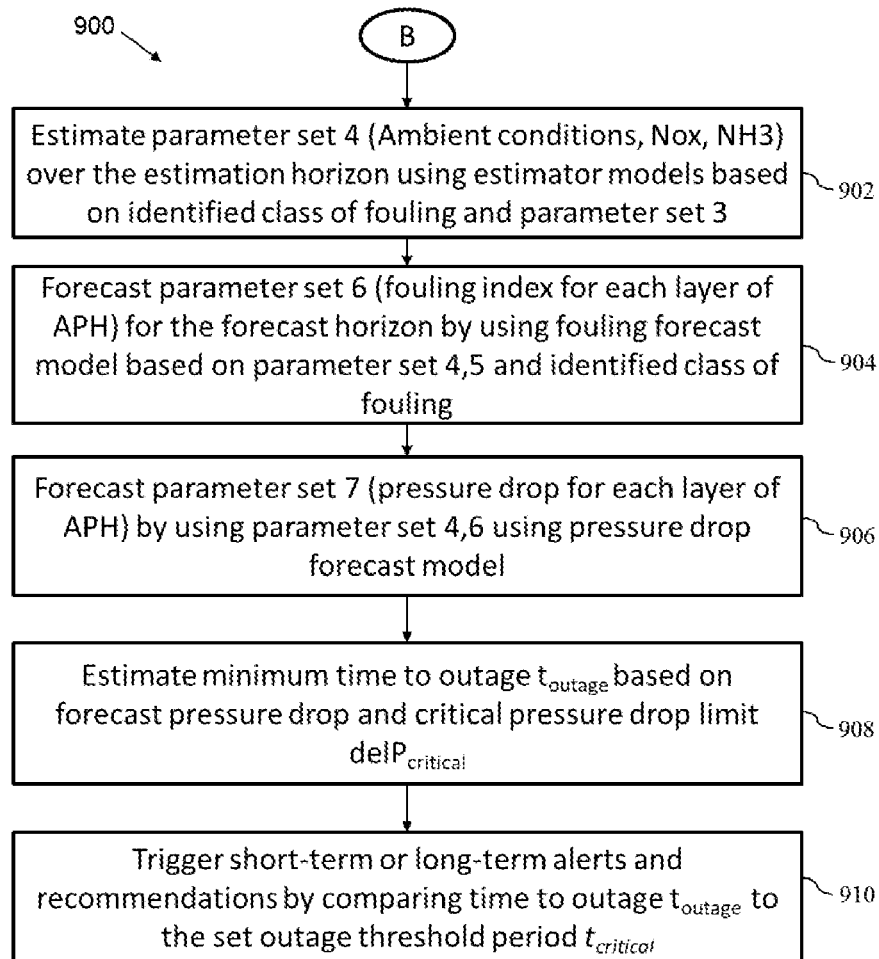 900
B
Estimate parameter set 4 (Ambient conditions, Nox, NH3)
over the estimation horizon using estimator models based
on identified class of fouling and parameter set 3
902
Forecast parameter set 6 (fouling index for each layer of
APH) for the forecast horizon by using fouling forecast
model based on parameter set 4,5 and identified class of
fouling
904
Forecast parameter set 7 (pressure drop for each layer of
APH) by using parameter set 4,6 using pressure drop
forecast model
906
Estimate minimum time to outage toutage based on
forecast pressure drop and critical pressure drop limit
delPcritical
908
Trigger short-term or long-term alerts and
recommendations by comparing time to outage toutage to
the set outage threshold period tcritical
910